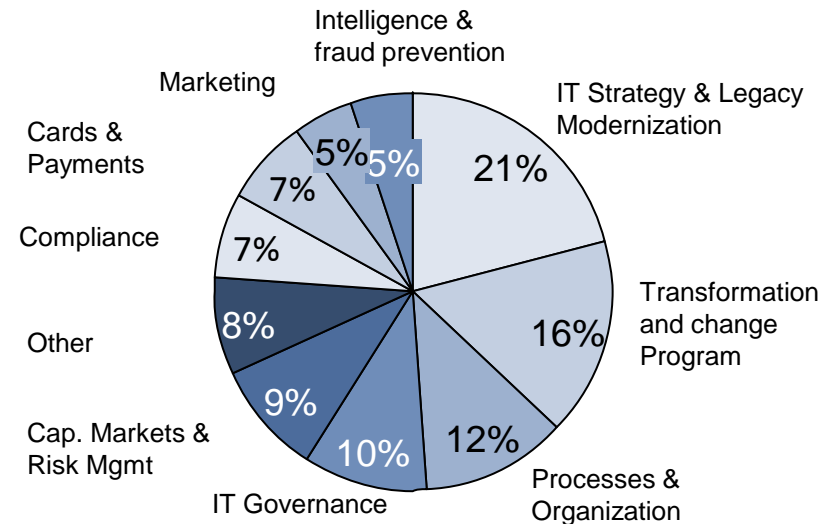 Intelligence &
fraud prevention
Marketing
IT Strategy & Legacy
Modernization
Cards &
Payments
5%
5%
21%
7%
Compliance
7%
Transformation
and change
Program
8%
16%
Other
9%
12%
Cap. Markets &
Risk Mgmt
10%
IT Governance
Processes &
Organization